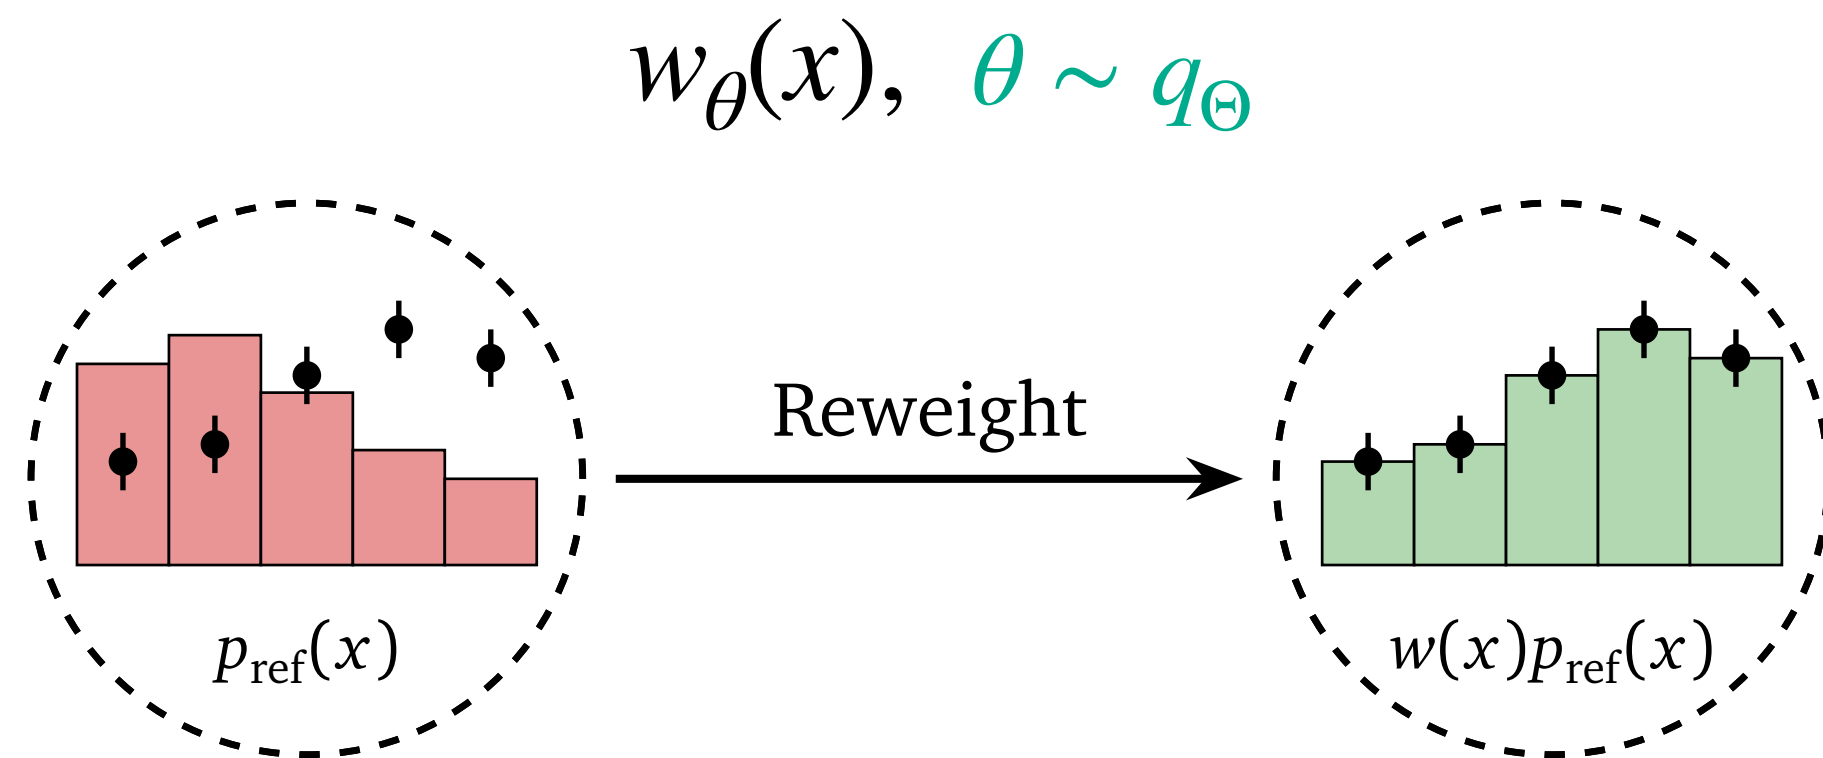 w_θ(x), θ ~ q_Θ
Reweight
p_ref(x)
w(x)p_ref(x)